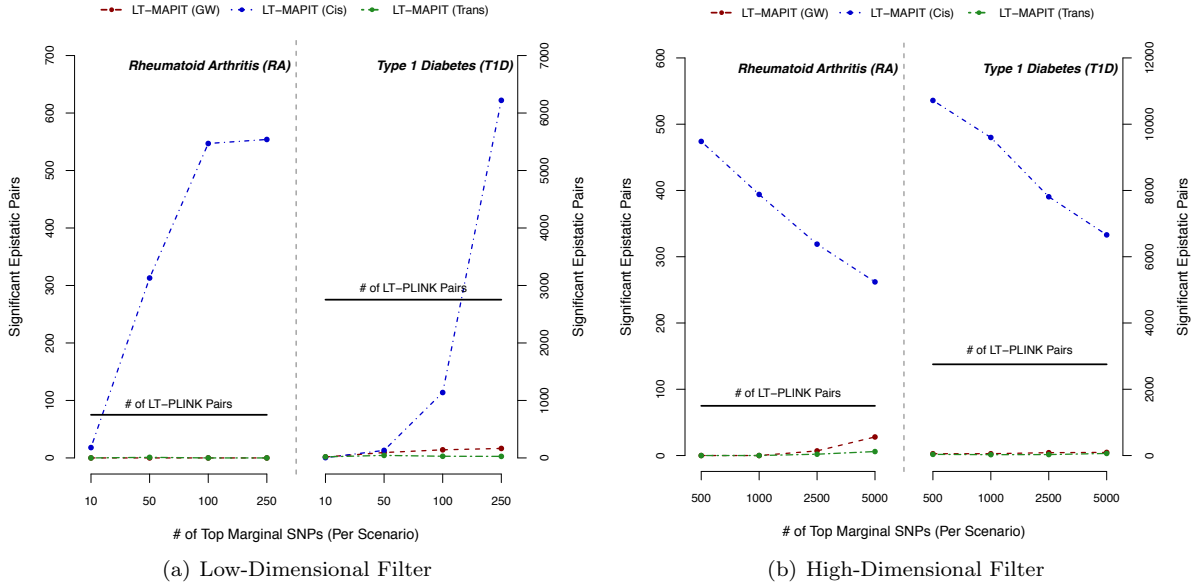 LT−MAPIT (GW) LT−MAPIT (Cis) LT−MAPIT (Trans)
Rheumatoid Arthritis (RA)
Type 1 Diabetes (T1D)
Significant Epistatic Pairs
0 100 200 300 400 500 600 700
# of LT−PLINK Pairs
# of LT−PLINK Pairs
0 1000 2000 3000 4000 5000 6000 7000
Significant Epistatic Pairs
10 50 100 250
10 50 100 250
# of Top Marginal SNPs (Per Scenario)
(a) Low-Dimensional Filter
LT−MAPIT (GW) LT−MAPIT (Cis) LT−MAPIT (Trans)
Rheumatoid Arthritis (RA)
Type 1 Diabetes (T1D)
Significant Epistatic Pairs
0 100 200 300 400 500 600
# of LT−PLINK Pairs
# of LT−PLINK Pairs
0 2000 4000 6000 8000 10000 12000
Significant Epistatic Pairs
500 1000 2500 5000
500 1000 2500 5000
# of Top Marginal SNPs (Per Scenario)
(b) High-Dimensional Filter